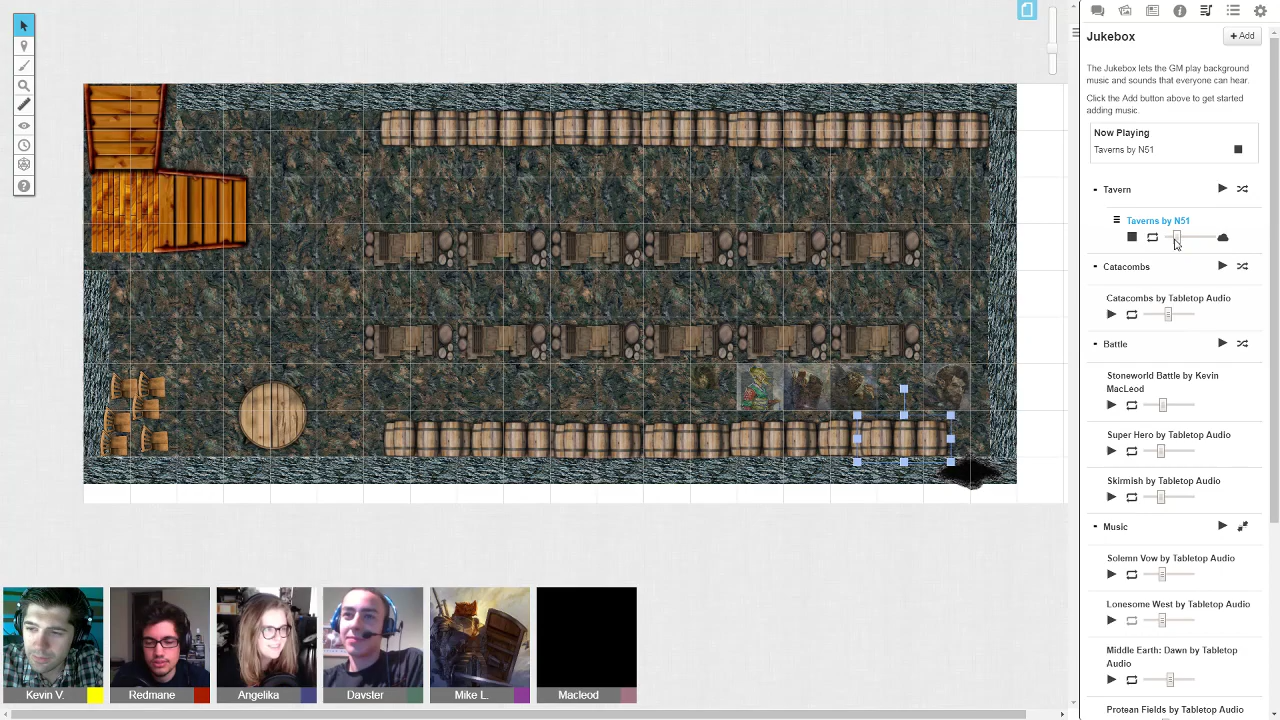 Jukebox
+ Add
The Jukebox lets the GM play background
music and sounds that everyone can hear.
Click the Add button above to get started
adding music.
Now Playing
Taverns by N51
Tavern
Taverns by N51
Catacombs
Catacombs by Tabletop Audio
Battle
Stoneworld Battle by Kevin
MacLeod
Super Hero by Tabletop Audio
Skirmish by Tabletop Audio
Music
Solemn Vow by Tabletop Audio
Lonesome West by Tabletop Audio
Middle Earth: Dawn by Tabletop
Audio
Protean Fields by Tabletop Audio
Kevin V.
Redmane
Angelika
Davster
Mike L.
Macleod